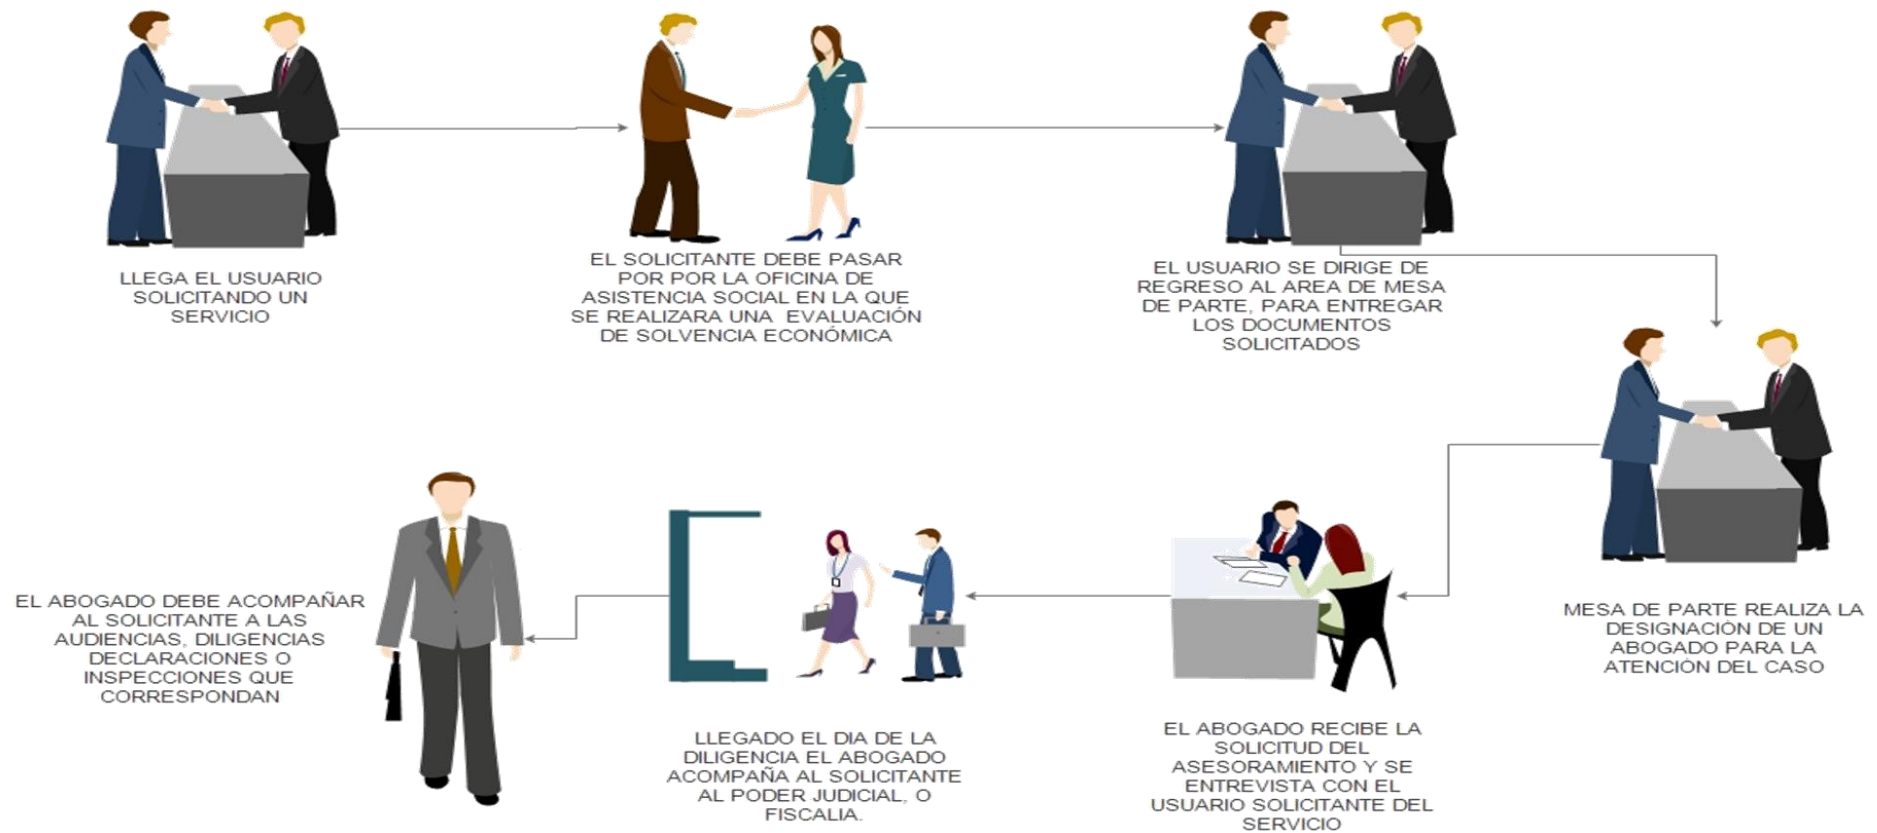 LLEGA EL USUARIO
SOLICITANDO UN
SERVICIO
EL SOLICITANTE DEBE PASAR
POR POR LA OFICINA DE
ASISTENCIA SOCIAL EN LA QUE
SE REALIZARA UNA EVALUACIÓN
DE SOLVENCIA ECONÓMICA
EL USUARIO SE DIRIGE DE
REGRESO AL AREA DE MESA
DE PARTE, PARA ENTREGAR
LOS DOCUMENTOS
SOLICITADOS
MESA DE PARTE REALIZA LA
DESIGNACIÓN DE UN
ABOGADO PARA LA
ATENCIÓN DEL CASO
EL ABOGADO RECIBE LA
SOLICITUD DEL
ASESORAMIENTO Y SE
ENTREVISTA CON EL
USUARIO SOLICITANTE DEL
SERVICIO
LLEGADO EL DIA DE LA
DILIGENCIA EL ABOGADO
ACOMPAÑA AL SOLICITANTE
AL PODER JUDICIAL, O
FISCALIA.
EL ABOGADO DEBE ACOMPAÑAR
AL SOLICITANTE A LAS
AUDIENCIAS, DILIGENCIAS
DECLARACIONES O
INSPECCIONES QUE
CORRESPONDAN